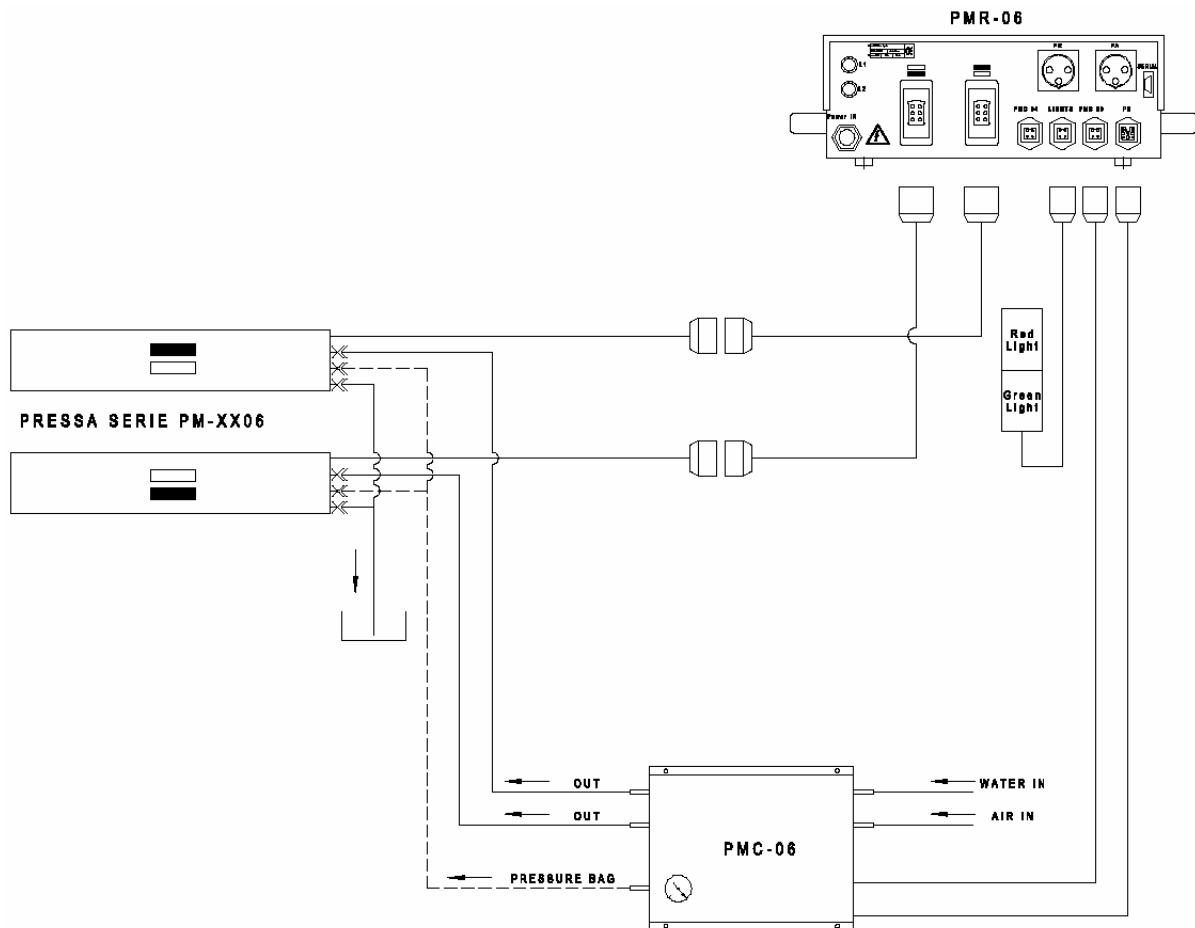 PMR-06
SERIAL
Power IN
LIGHTS
Red
Light
Green
Light
PRESSA SERIE PM-XX06
OUT
WATER IN
OUT
AIR IN
PMC-06
PRESSURE BAG